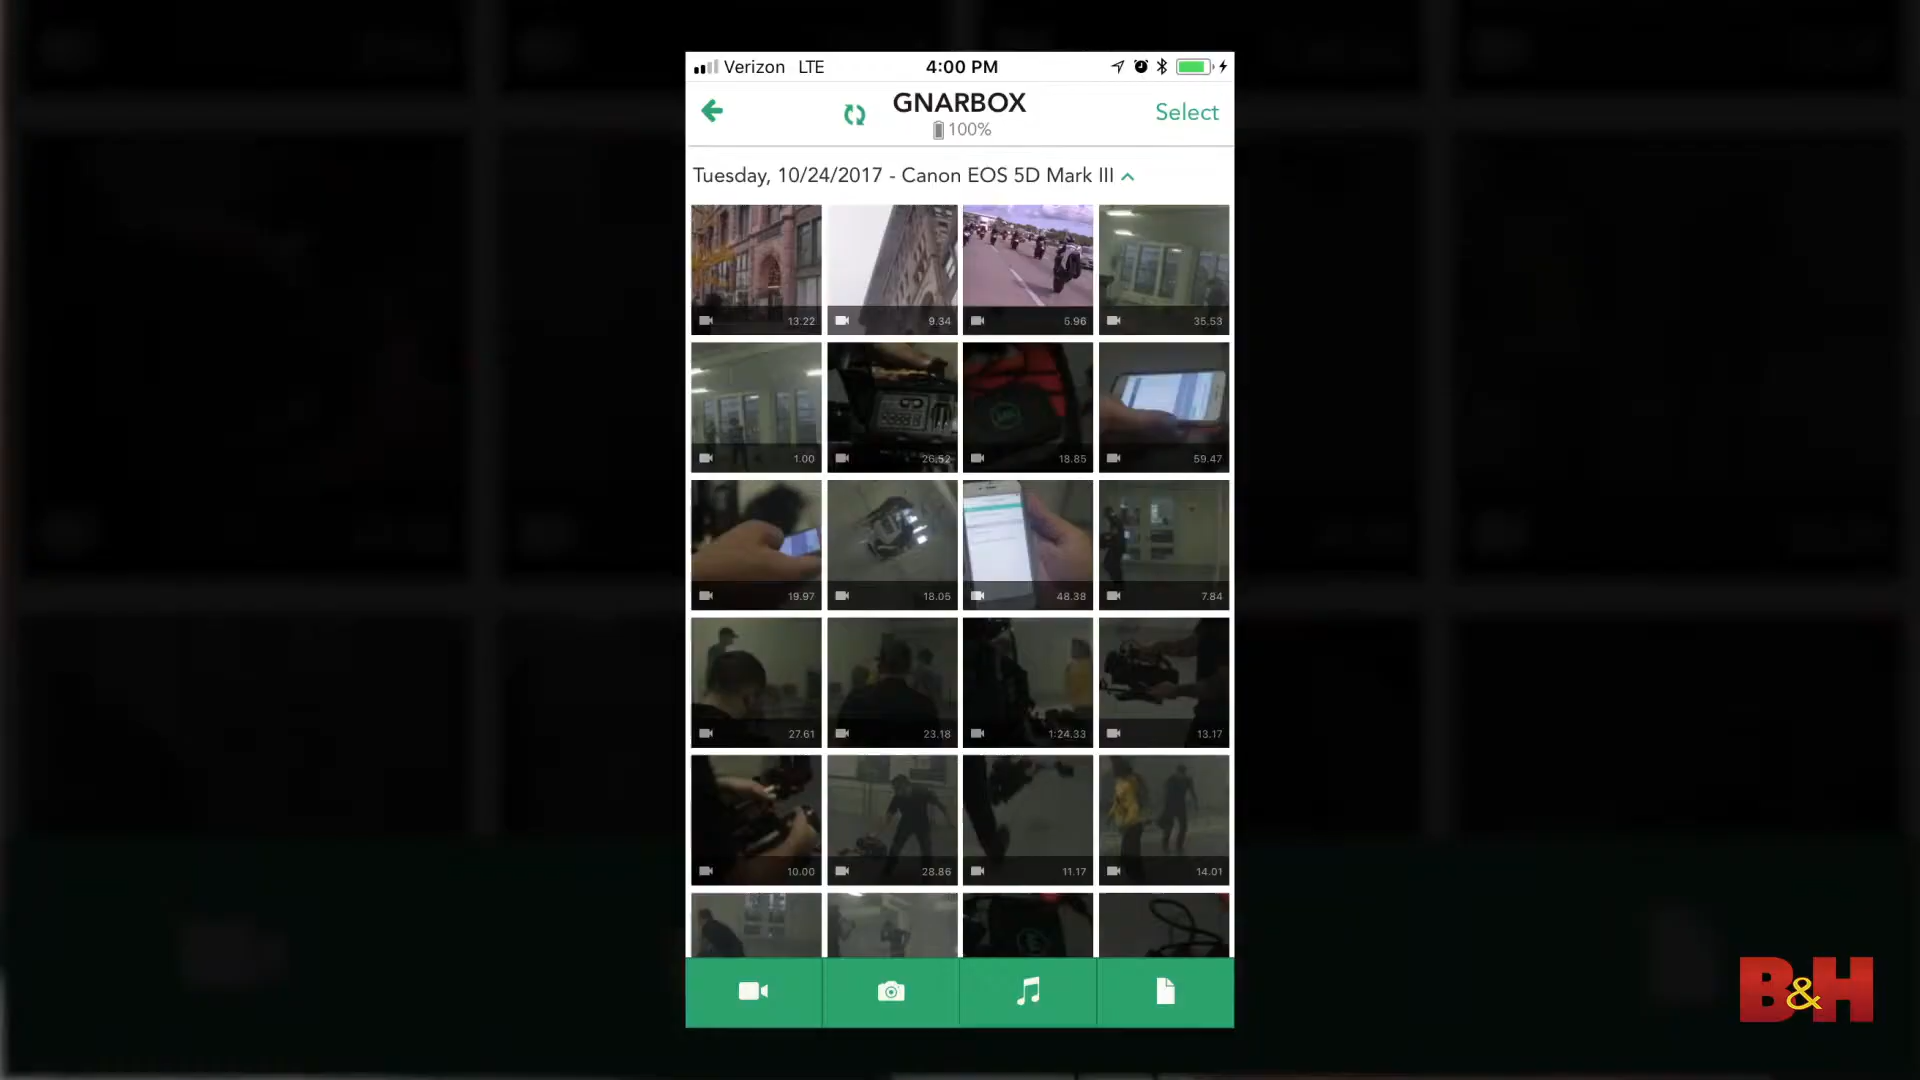 Verizon LTE 4:00 PM
GNARBOX
Select
100%
Tuesday, 10/24/2017 - Canon EOS 5D Mark III
13.22 9.34 5.96 35.53
1.00 26.52 18.85 59.47
19.97 18.05 48.38 7.84
27.61 23.18 1:24.33 13.17
10.00 28.86 11.17 14.01
B&H